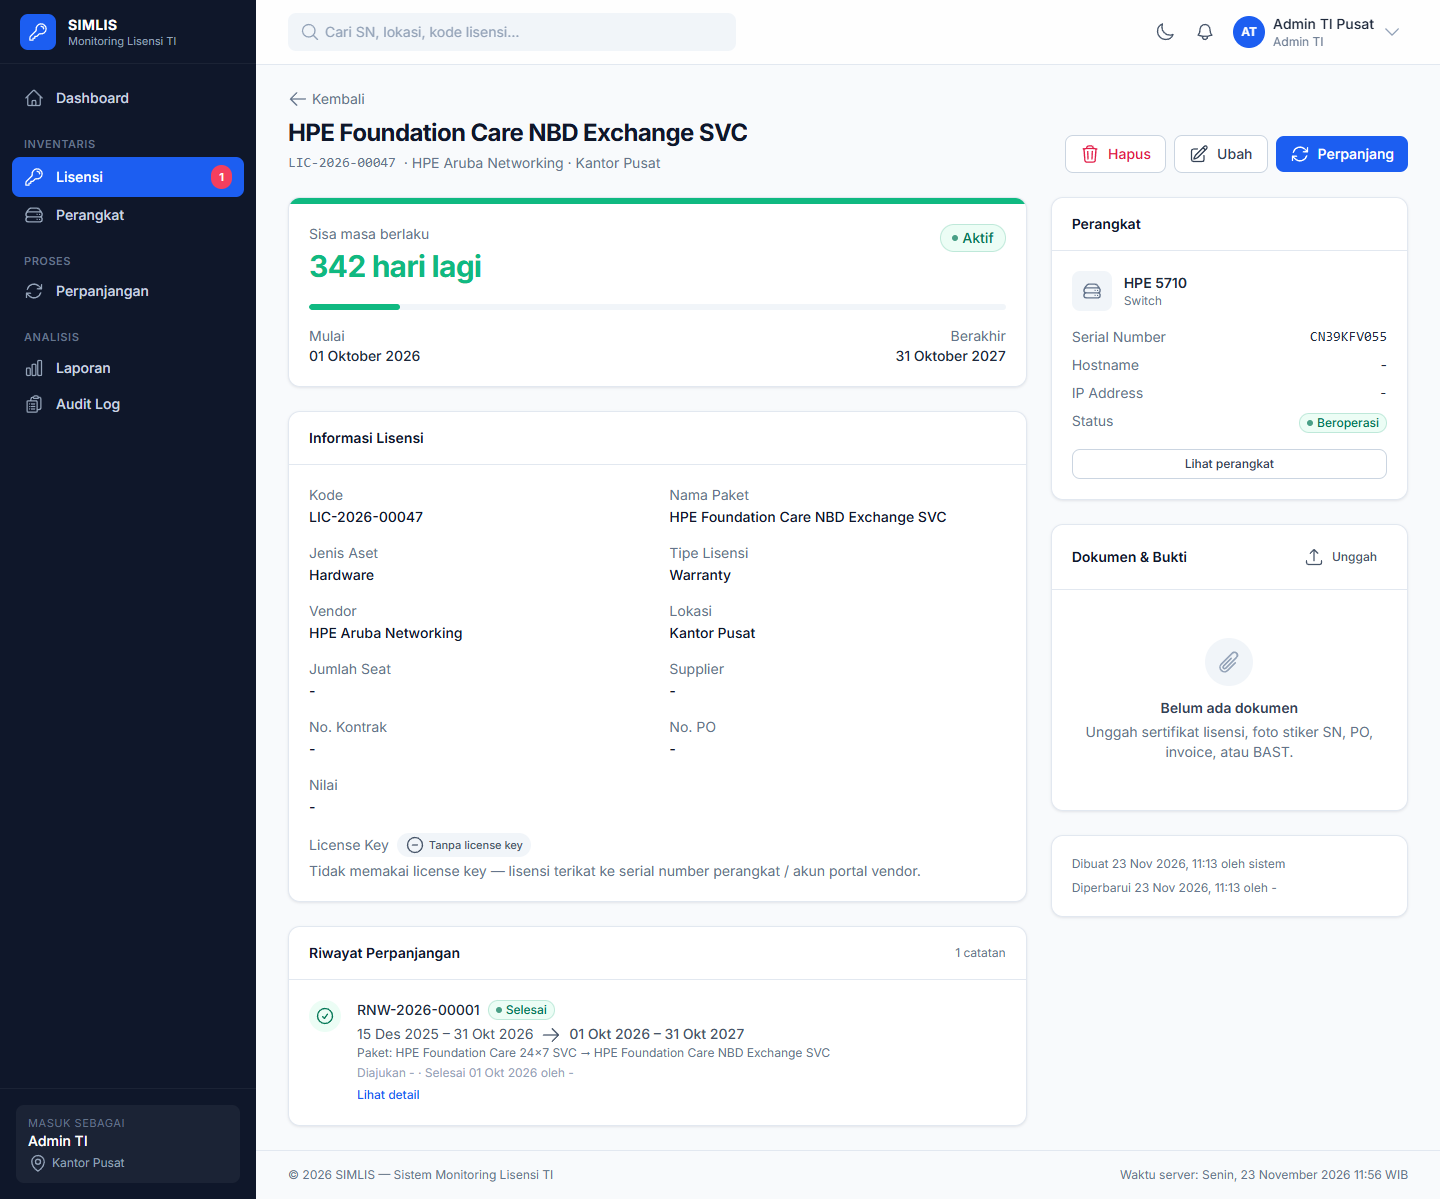 SIMLIS
Monitoring Lisensi TI
Dashboard
INVENTARIS
Lisensi
1
Perangkat
PROSES
Perpanjangan
ANALISIS
Laporan
Audit Log
MASUK SEBAGAI
Admin TI
Kantor Pusat
Cari SN, lokasi, kode lisensi...
AT
Admin TI Pusat
Admin TI
Kembali
HPE Foundation Care NBD Exchange SVC
LIC-2026-00047 · HPE Aruba Networking · Kantor Pusat
Hapus
Ubah
Perpanjang
Sisa masa berlaku
Aktif
342 hari lagi
Mulai
Berakhir
01 Oktober 2026
31 Oktober 2027
Informasi Lisensi
Kode
Nama Paket
LIC-2026-00047
HPE Foundation Care NBD Exchange SVC
Jenis Aset
Tipe Lisensi
Hardware
Warranty
Vendor
Lokasi
HPE Aruba Networking
Kantor Pusat
Jumlah Seat
Supplier
-
-
No. Kontrak
No. PO
-
-
Nilai
-
License Key
Tanpa license key
Tidak memakai license key — lisensi terikat ke serial number perangkat / akun portal vendor.
Riwayat Perpanjangan
1 catatan
RNW-2026-00001
Selesai
15 Des 2025 – 31 Okt 2026 → 01 Okt 2026 – 31 Okt 2027
Paket: HPE Foundation Care 24×7 SVC → HPE Foundation Care NBD Exchange SVC
Diajukan - · Selesai 01 Okt 2026 oleh -
Lihat detail
Perangkat
HPE 5710
Switch
Serial Number
CN39KFV055
Hostname
-
IP Address
-
Status
Beroperasi
Lihat perangkat
Dokumen & Bukti
Unggah
Belum ada dokumen
Unggah sertifikat lisensi, foto stiker SN, PO,
invoice, atau BAST.
Dibuat 23 Nov 2026, 11:13 oleh sistem
Diperbarui 23 Nov 2026, 11:13 oleh -
© 2026 SIMLIS — Sistem Monitoring Lisensi TI
Waktu server: Senin, 23 November 2026 11:56 WIB